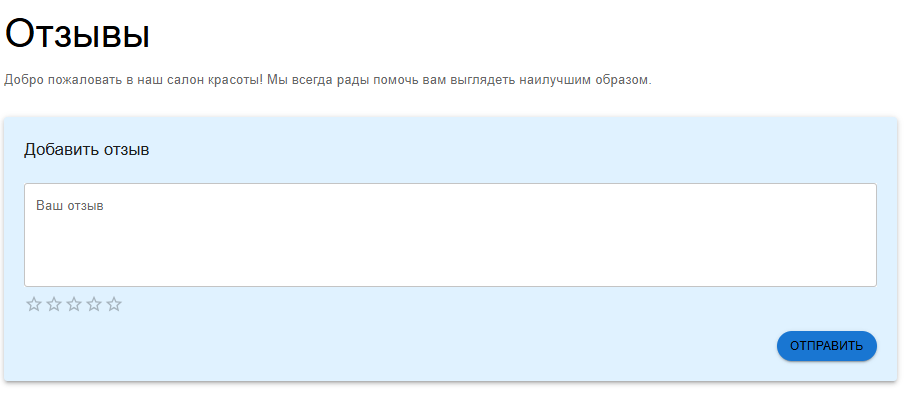 Отзывы
Добро пожаловать в наш салон красоты! Мы всегда рады помочь вам выглядеть наилучшим образом.
Добавить отзыв
Ваш отзыв
ОТПРАВИТЬ